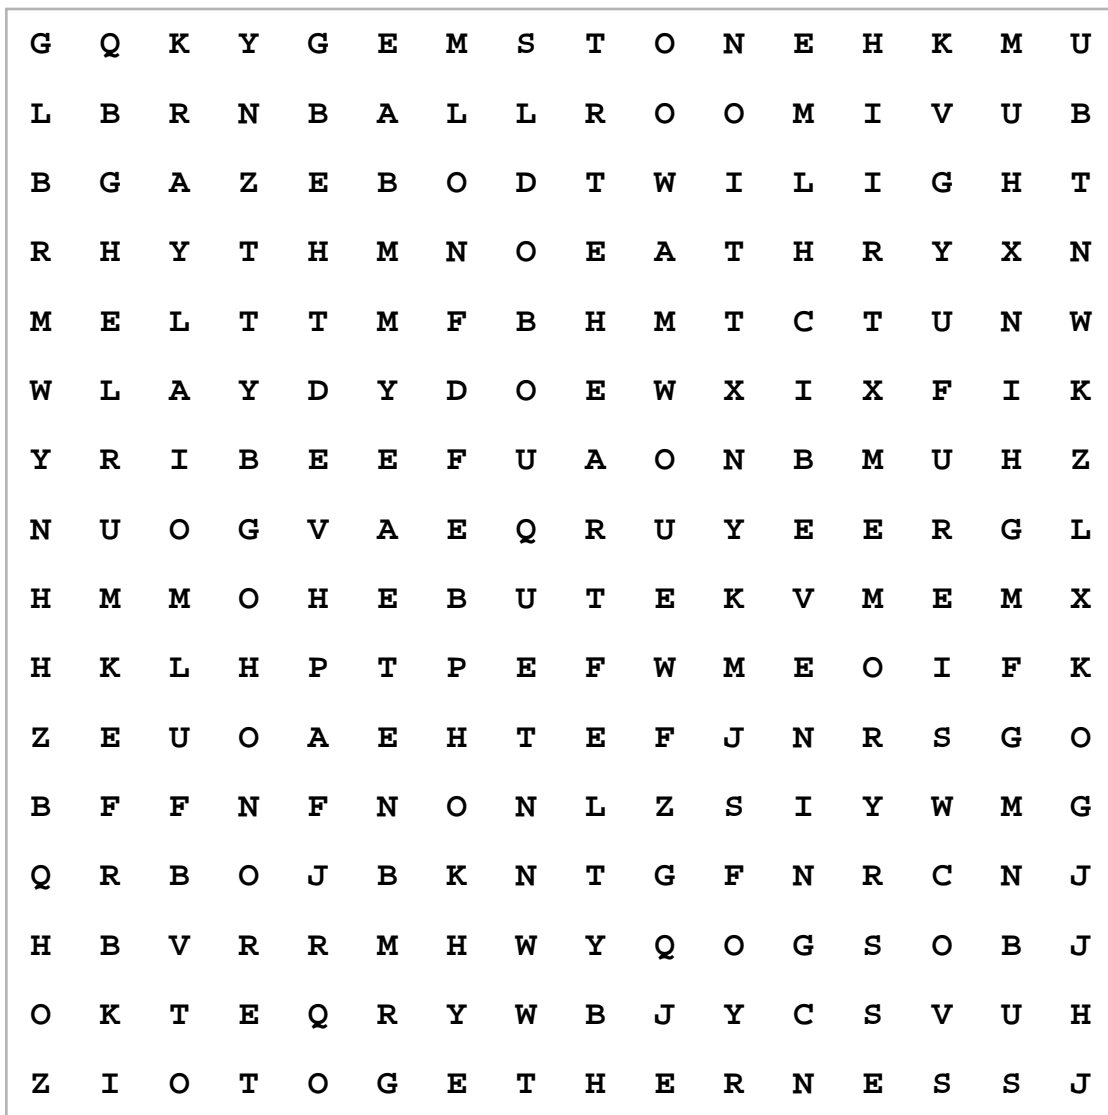 G Q K Y G E M S T O N E H K M U
L B R N B A L L R O O M I V U B
B G A Z E B O D T W I L I G H T
R H Y T H M N O E A T H R Y X N
M E L T T M F B H M T C T U N W
W L A Y D Y D O E W X I X F I K
Y R I B E E F U A O N B M U H Z
N U O G V A E Q R U Y E E R G L
H M M O H E B U T E K V M E M X
H K L H P T P E F W M E O I F K
Z E U O A E H T E F J N R S G O
B F F N F N O N L Z S I Y W M G
Q R B O J B K N T G F N R C N J
H B V R R M H W Y Q O G S O B J
O K T E Q R Y W B J Y C S V U H
Z I O T O G E T H E R N E S S J